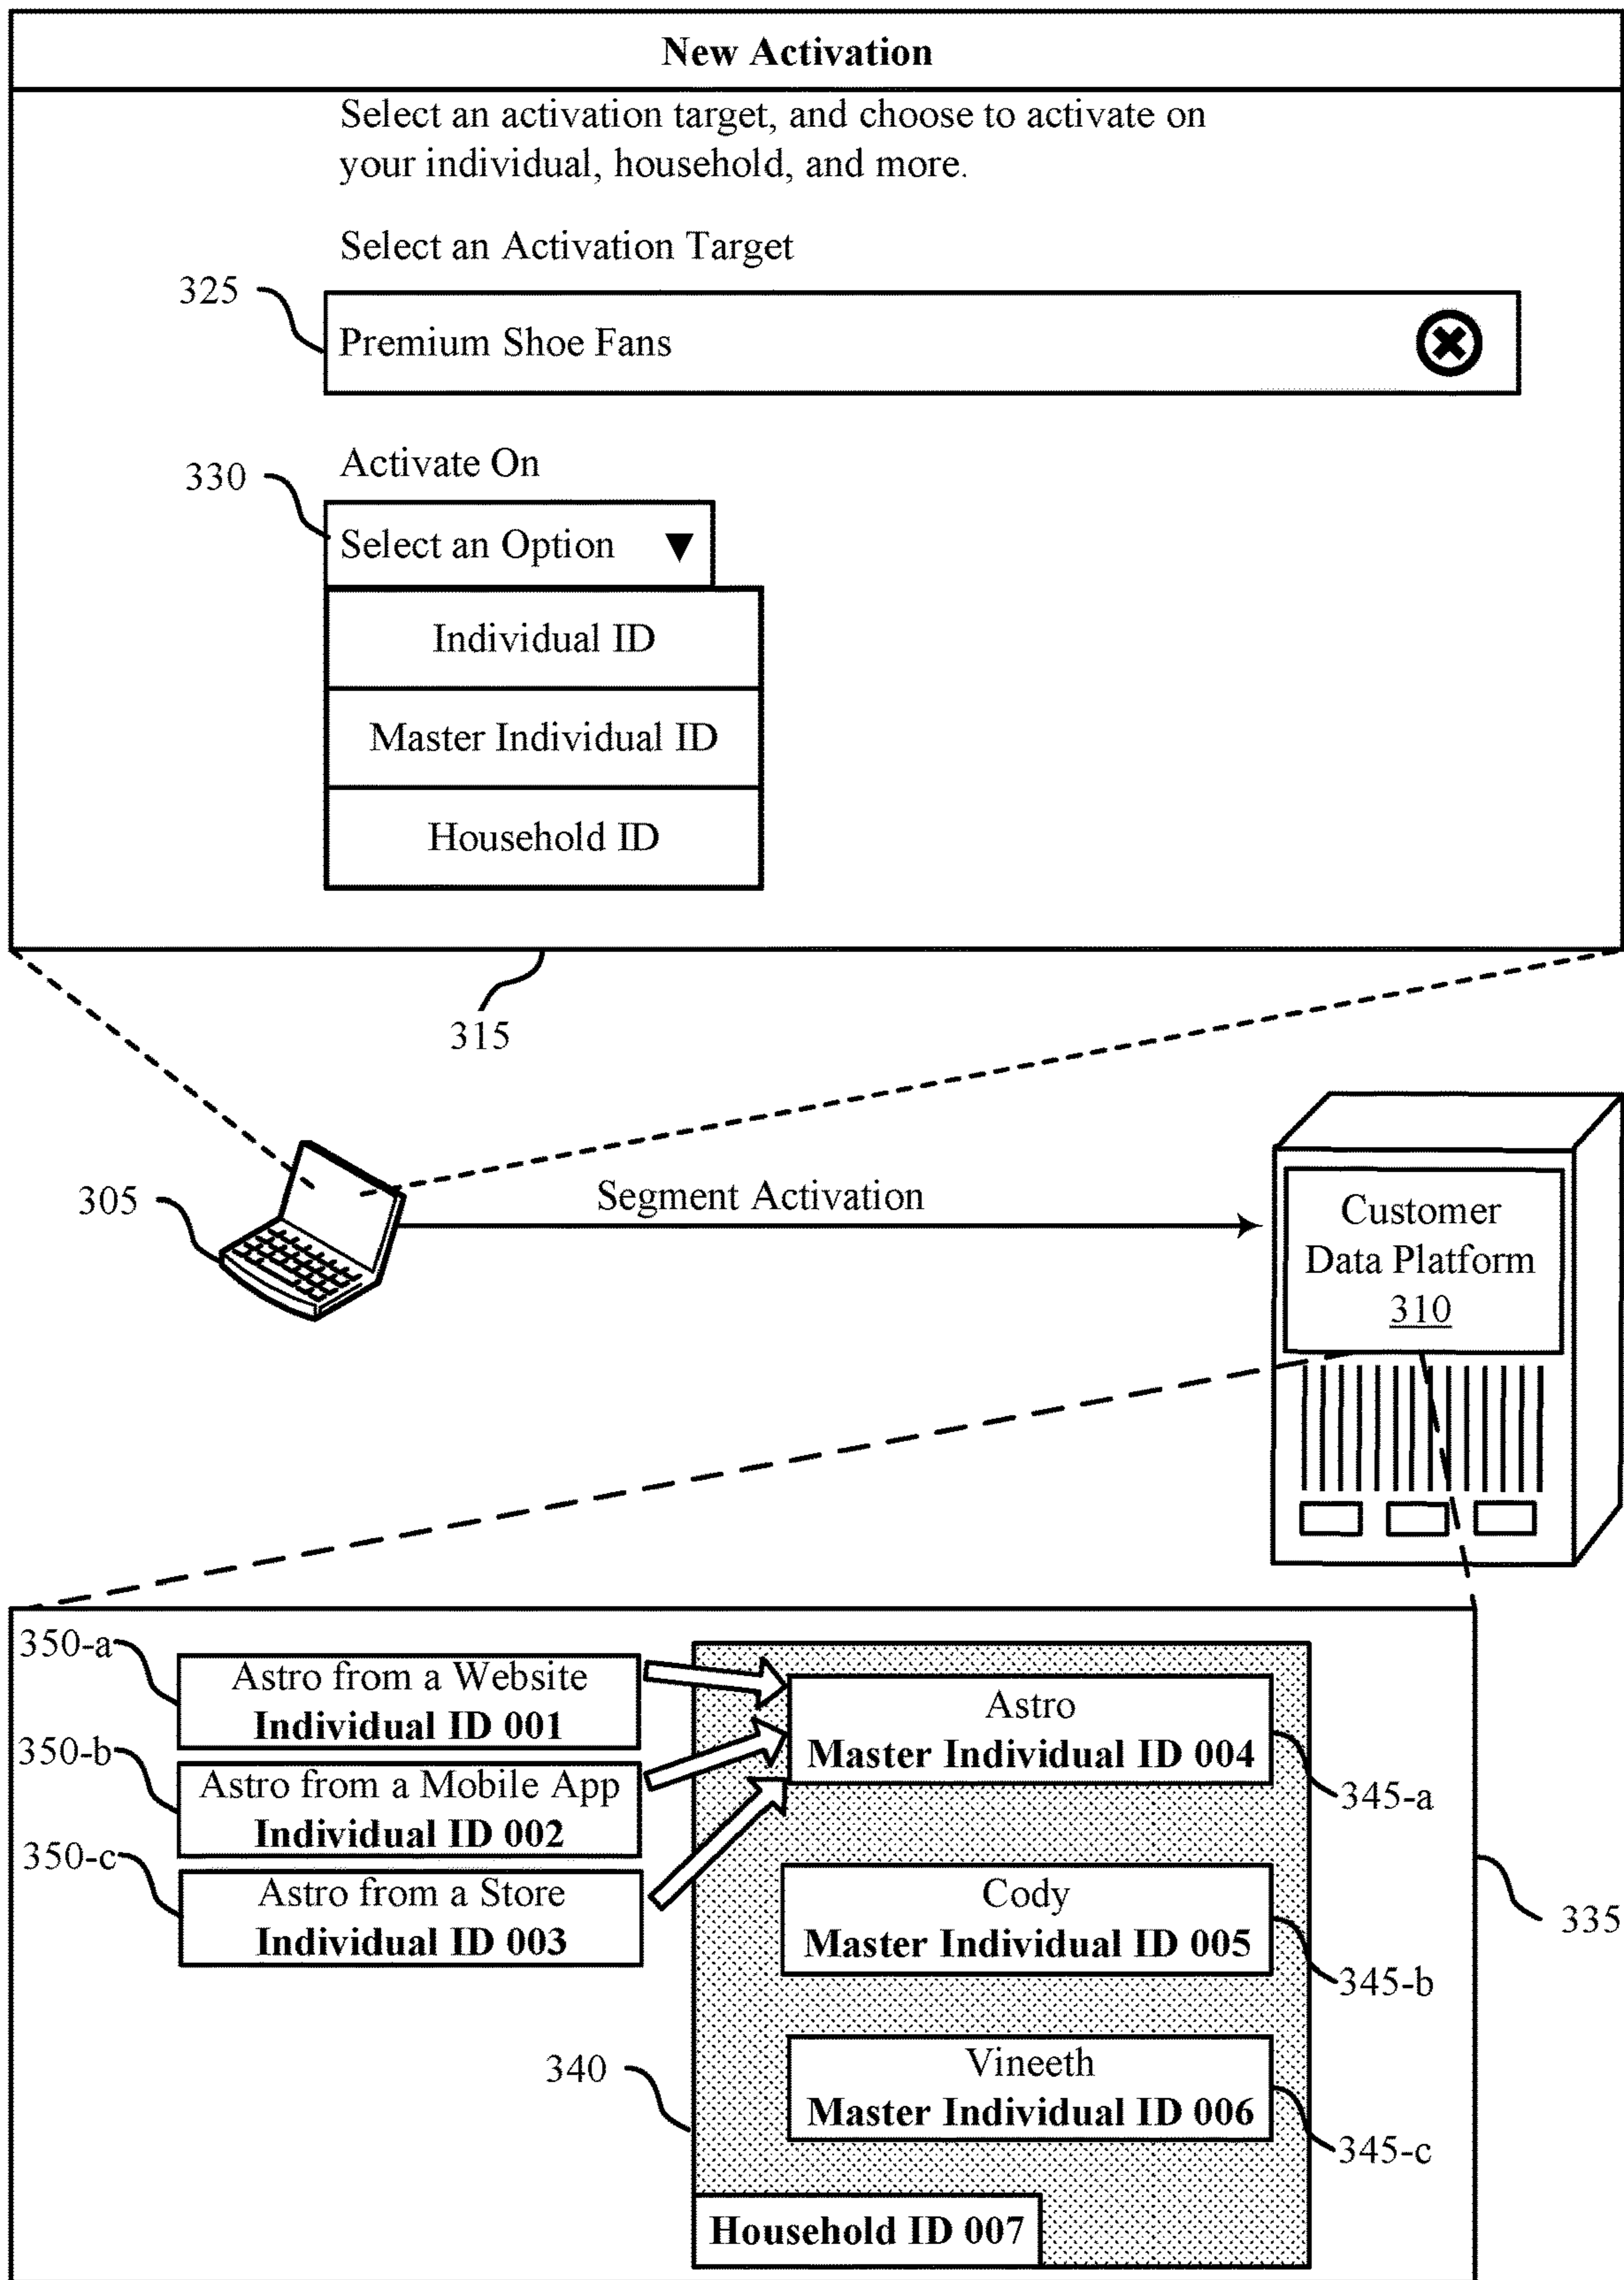 New Activation
Select an activation target, and choose to activate on
your individual, household, and more.
Select an Activation Target
325
Premium Shoe Fans
Activate On
330
Select an Option
Individual ID
Master Individual ID
Household ID
315
305
Segment Activation
Customer
Data Platform
310
350-a
Astro from a Website
Individual ID 001
350-b
Astro from a Mobile App
Individual ID 002
350-c
Astro from a Store
Individual ID 003
Astro
Master Individual ID 004
345-a
Cody
Master Individual ID 005
345-b
335
Vineeth
Master Individual ID 006
345-c
340
Household ID 007